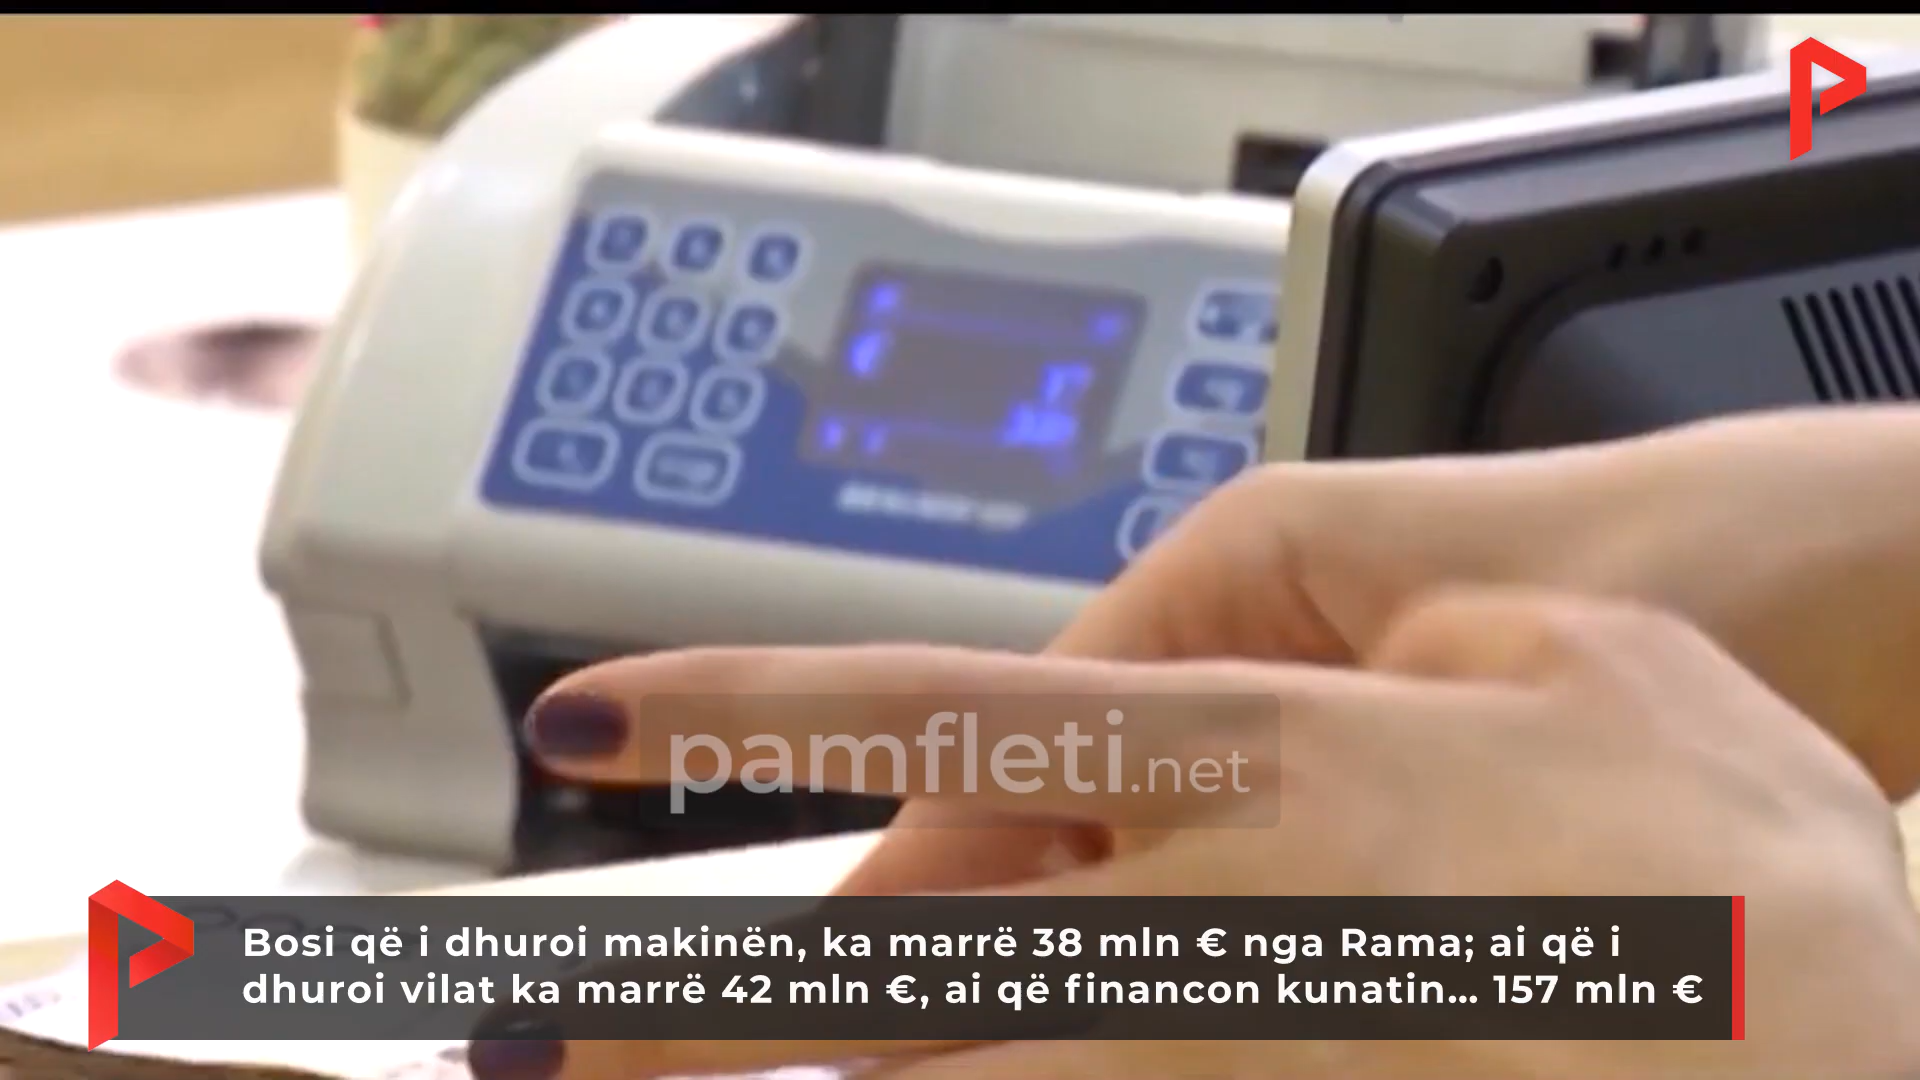 pamfleti.net
Bosi që i dhuroi makinën, ka marrë 38 mln € nga Rama; ai që i
dhuroi vilat ka marrë 42 mln €, ai që financon kunatin... 157 mln €